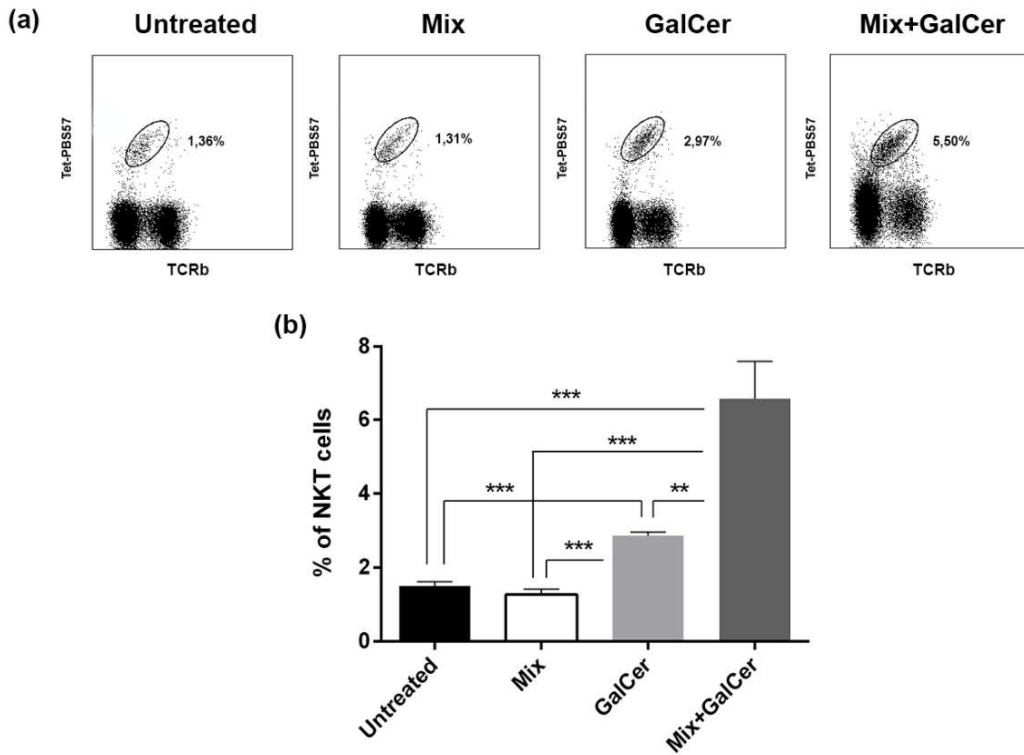 (a)
Untreated
Mix
GalCer
Mix+GalCer
Tet-PBS57
1,36%
TCRb
Tet-PBS57
1,31%
TCRb
Tet-PBS57
2,97%
TCRb
Tet-PBS57
5,50%
TCRb
(b)
% of NKT cells
8
6
4
2
0
***
***
***
**
***
Untreated
Mix
GalCer
Mix+GalCer